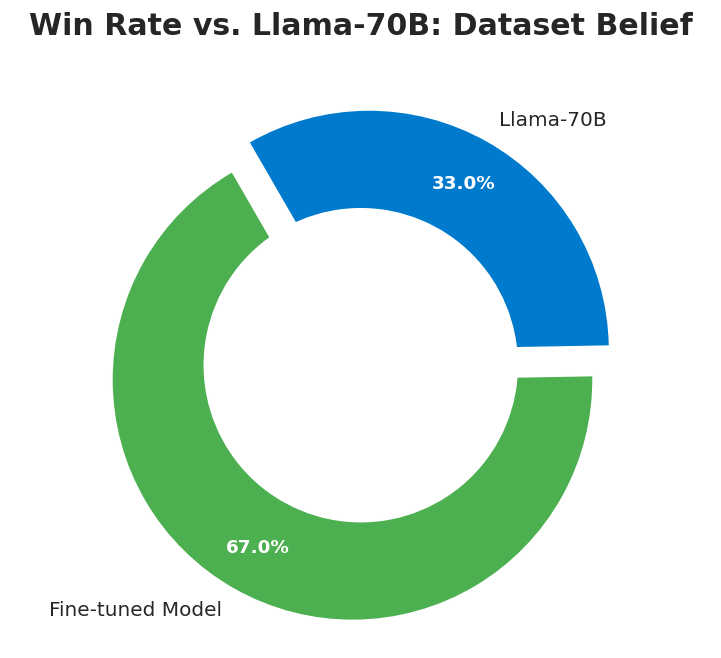 Win Rate vs. Llama-70B: Dataset Belief
Llama-70B
33.0%
67.0%
Fine-tuned Model